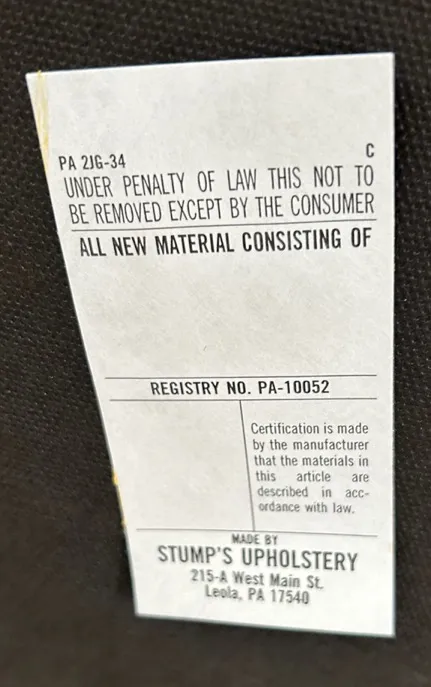 PA 2JG-34 C
UNDER PENALTY OF LAW THIS NOT TO
BE REMOVED EXCEPT BY THE CONSUMER
ALL NEW MATERIAL CONSISTING OF
REGISTRY NO. PA-10052
Certification is made
by the manufacturer
that the materials in
this article are
described in acc-
ordance with law.
MADE BY
STUMP'S UPHOLSTERY
215-A West Main St.
Leola, PA 17540